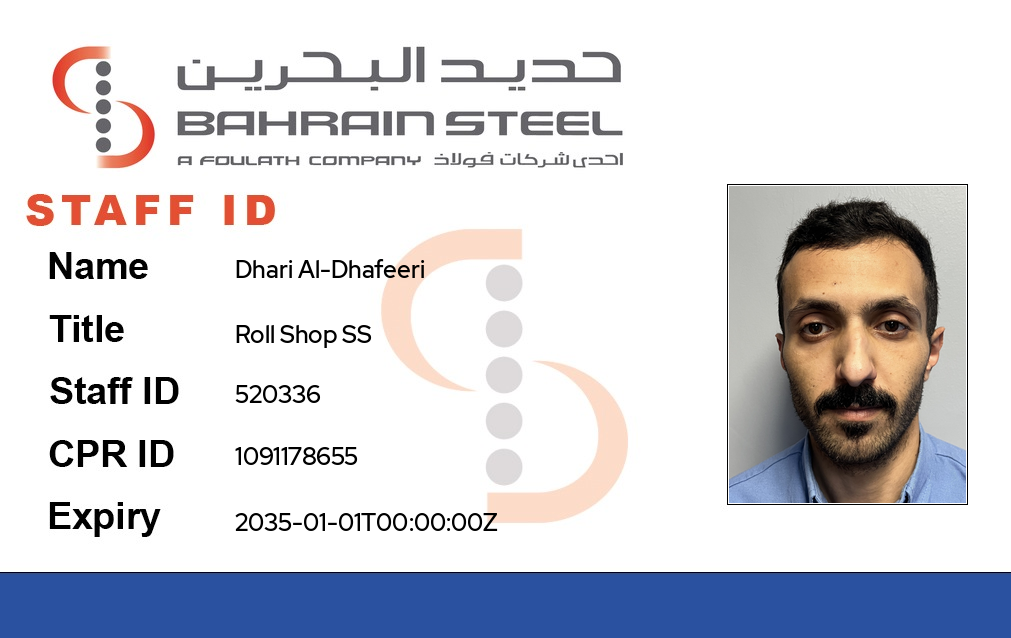 حديد البحرين
BAHRAIN STEEL
A FOULATH COMPANY احدى شركات فولاذ
STAFF ID
Name Dhari Al-Dhafeeri
Title Roll Shop SS
Staff ID 520336
CPR ID 1091178655
Expiry 2035-01-01T00:00:00Z